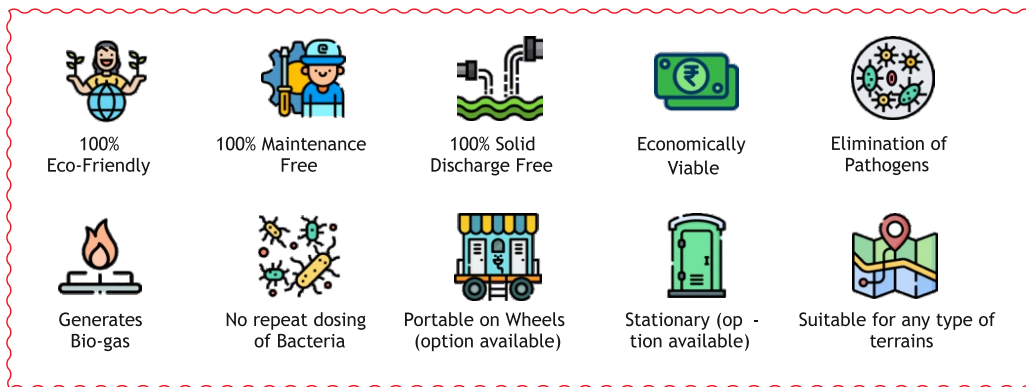 100%
Eco-Friendly
100% Maintenance
Free
100% Solid
Discharge Free
₹
Economically
Viable
Elimination of
Pathogens
Generates
Bio-gas
No repeat dosing
of Bacteria
Portable on Wheels
(option available)
Stationary (op -
tion available)
Suitable for any type of
terrains